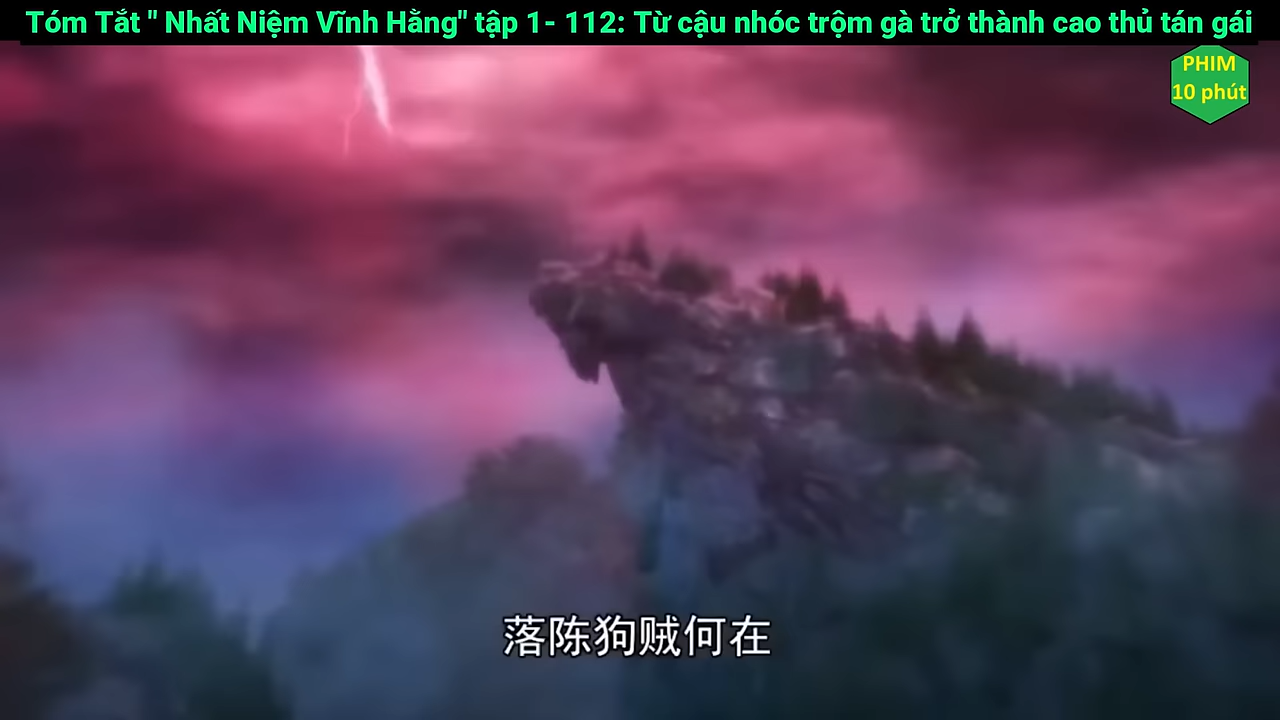 Tóm Tắt " Nhất Niệm Vĩnh Hằng" tập 1- 112: Từ cậu nhóc trộm gà trở thành cao thủ tán gái
PHIM
10 phút
落陈狗贼何在